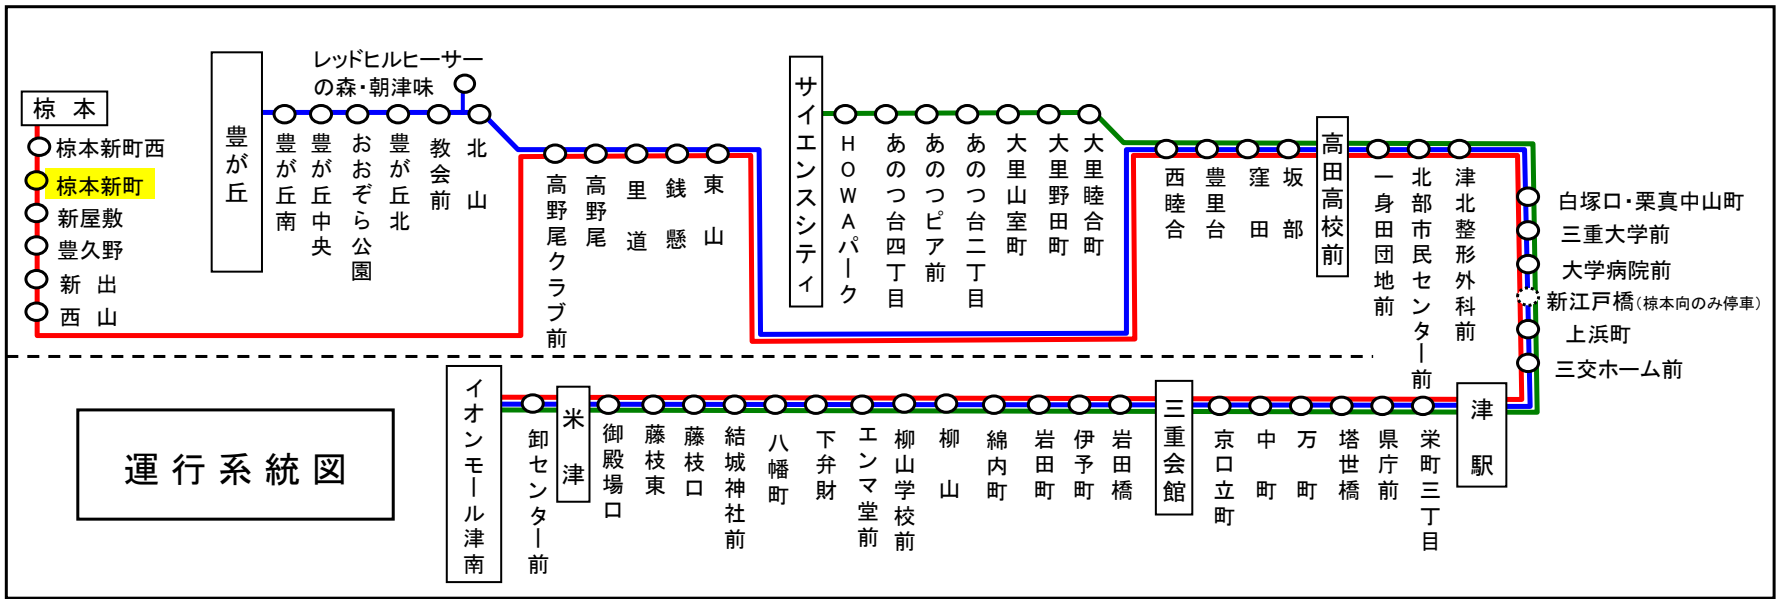 椋本
椋本新町西
椋本新町
新屋敷
豊久野
新出
西山
豊が丘
豊が丘南
豊が丘中央
おおぞら公園
豊が丘北
教会前
レッドヒルヒーサー
の森・朝津味
北山
高野尾クラブ前
高野尾
里道
銭懸
東山
サイエンスシティ
HOWAパーク
あのつ台四丁目
あのつピア前
あのつ台二丁目
大里山室町
大里野田町
大里睦合町
西睦合
豊里台
窪田
坂部
高田高校前
一身田団地前
北部市民センター前
津北整形外科前
白塚口・栗真中山町
三重大学前
大学病院前
新江戸橋(椋本向のみ停車)
上浜町
三交ホーム前
運行系統図
イオンモール津南
卸センター前
米津
御殿場口
藤枝東
藤枝口
結城神社前
八幡町
下弁財
エンマ堂前
柳山学校前
柳山
綿内町
岩田町
伊予町
岩田橋
三重会館
京口立町
中町
万町
塔世橋
県庁前
栄町三丁目
津駅